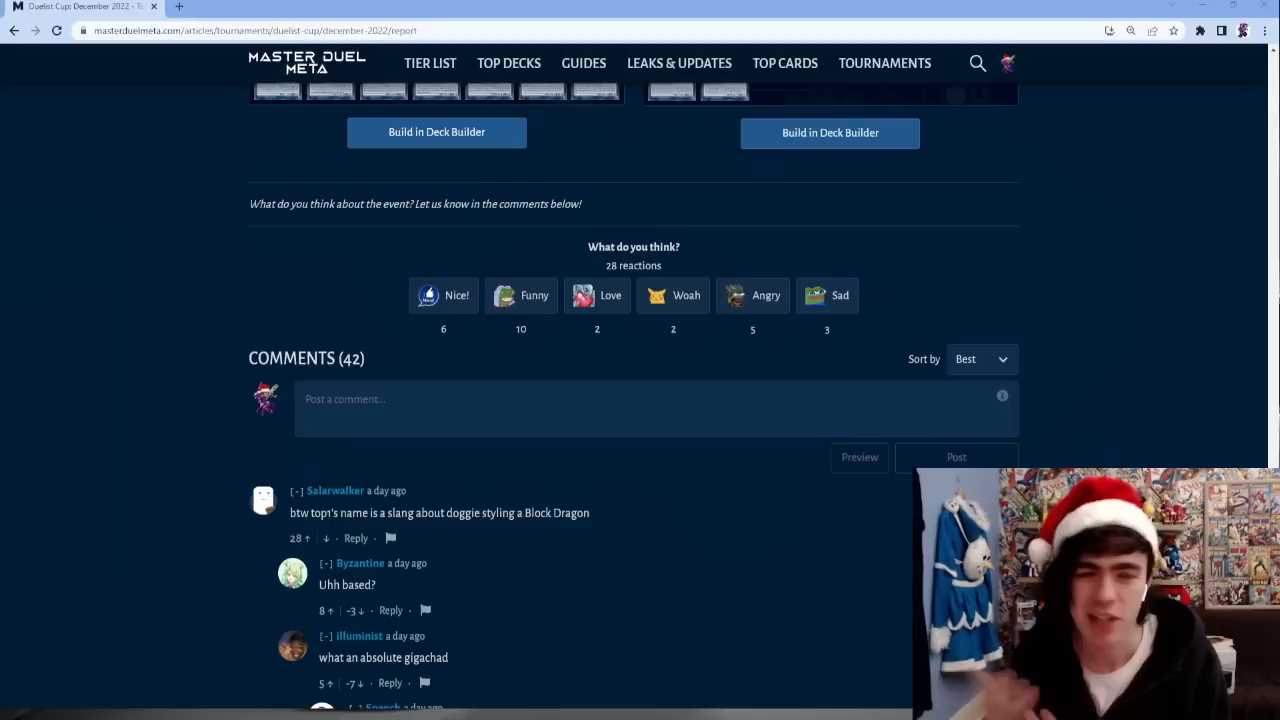 Duelist Cup: December 2022 - To
masterduelmeta.com/articles/tournaments/duelist-cup/december-2022/report
MASTER DUEL META
TIER LIST
TOP DECKS
GUIDES
LEAKS & UPDATES
TOP CARDS
TOURNAMENTS
Build in Deck Builder
Build in Deck Builder
What do you think about the event? Let us know in the comments below!
What do you think?
28 reactions
Nice! Funny Love Woah Angry Sad
6 10 2 2 5 3
COMMENTS (42)
Sort by Best
Post a comment...
Preview Post
[-] Salarwalker a day ago
btw top1's name is a slang about doggie styling a Block Dragon
28 ↑ | ↓ · Reply ·
[-] Byzantine a day ago
Uhh based?
8 ↑ | -3 ↓ · Reply ·
[-] illuminist a day ago
what an absolute gigachad
5 ↑ | -7 ↓ · Reply ·